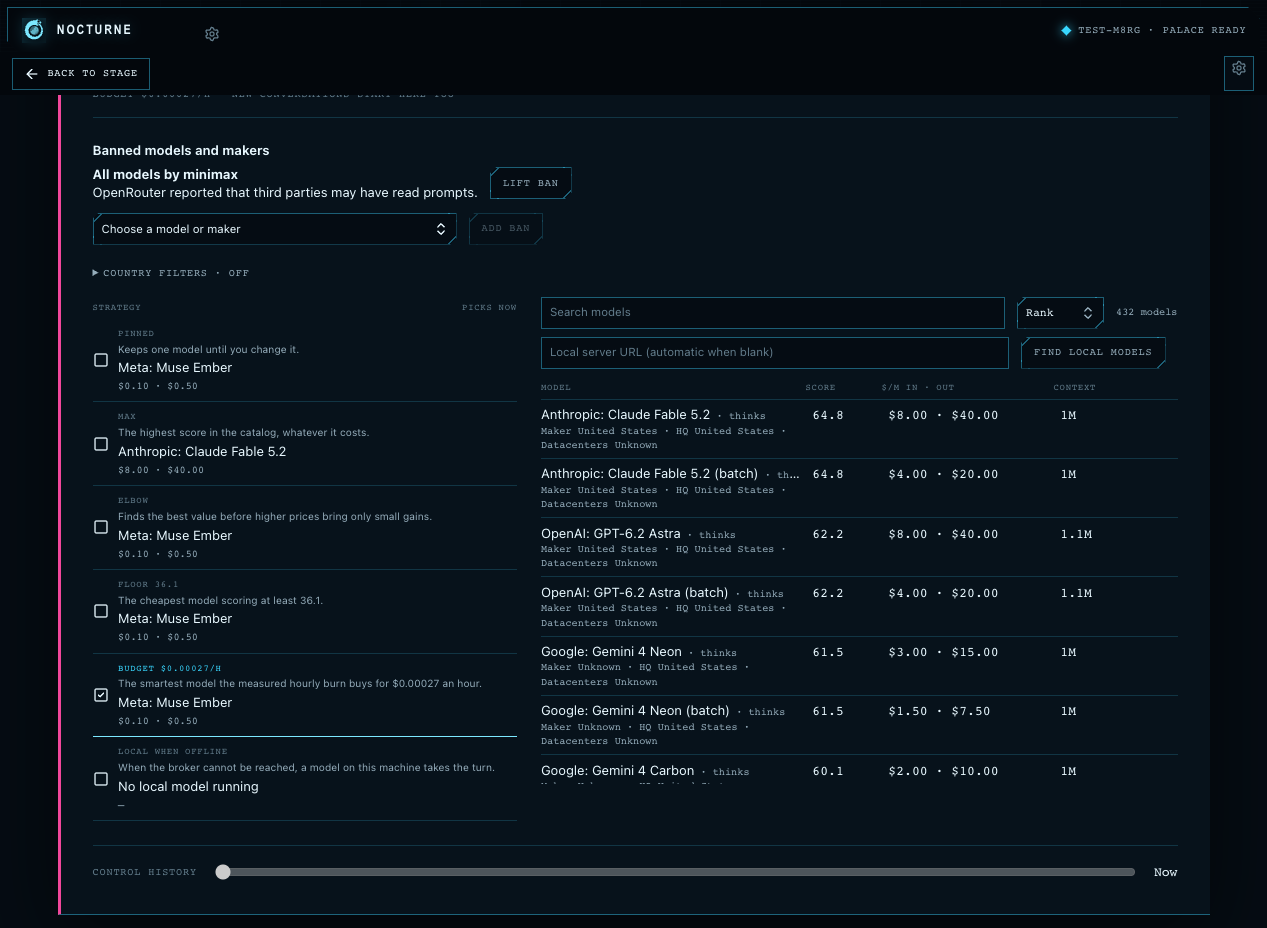 NOCTURNE
TEST-M8RG · PALACE READY
BACK TO STAGE
Banned models and makers
All models by minimax
OpenRouter reported that third parties may have read prompts.
LIFT BAN
Choose a model or maker
ADD BAN
COUNTRY FILTERS · OFF
STRATEGY
PICKS NOW
PINNED
Keeps one model until you change it.
Meta: Muse Ember
$0.10 · $0.50
MAX
The highest score in the catalog, whatever it costs.
Anthropic: Claude Fable 5.2
$8.00 · $40.00
ELBOW
Finds the best value before higher prices bring only small gains.
Meta: Muse Ember
$0.10 · $0.50
FLOOR 36.1
The cheapest model scoring at least 36.1.
Meta: Muse Ember
$0.10 · $0.50
BUDGET $0.00027/H
The smartest model the measured hourly burn buys for $0.00027 an hour.
Meta: Muse Ember
$0.10 · $0.50
LOCAL WHEN OFFLINE
When the broker cannot be reached, a model on this machine takes the turn.
No local model running
—
Search models
Rank
432 models
Local server URL (automatic when blank)
FIND LOCAL MODELS
MODEL SCORE $/M IN · OUT CONTEXT
Anthropic: Claude Fable 5.2 · thinks 64.8 $8.00 · $40.00 1M
Maker United States · HQ United States ·
Datacenters Unknown
Anthropic: Claude Fable 5.2 (batch) · th... 64.8 $4.00 · $20.00 1M
Maker United States · HQ United States ·
Datacenters Unknown
OpenAI: GPT-6.2 Astra · thinks 62.2 $8.00 · $40.00 1.1M
Maker United States · HQ United States ·
Datacenters Unknown
OpenAI: GPT-6.2 Astra (batch) · thinks 62.2 $4.00 · $20.00 1.1M
Maker United States · HQ United States ·
Datacenters Unknown
Google: Gemini 4 Neon · thinks 61.5 $3.00 · $15.00 1M
Maker Unknown · HQ United States ·
Datacenters Unknown
Google: Gemini 4 Neon (batch) · thinks 61.5 $1.50 · $7.50 1M
Maker Unknown · HQ United States ·
Datacenters Unknown
Google: Gemini 4 Carbon · thinks 60.1 $2.00 · $10.00 1M
CONTROL HISTORY
Now